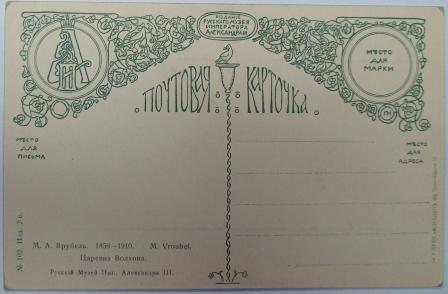 ИЗДАНІЕ
РУССКАГО МУЗЕЯ
ИМПЕРАТОРА
АЛЕКСАНДРА III
МѢСТО
ДЛЯ
МАРКИ
ПОЧТОВАЯ КАРТОЧКА
МѢСТО
ДЛЯ
ПИСЬМА
МѢСТО
ДЛЯ
АДРЕСА
№ 102. Изд. 2-е.
М. А. Врубель. 1856—1910. M. Vroubel.
Царевна Волхова.
Русскій Музей Имп. Александра III.